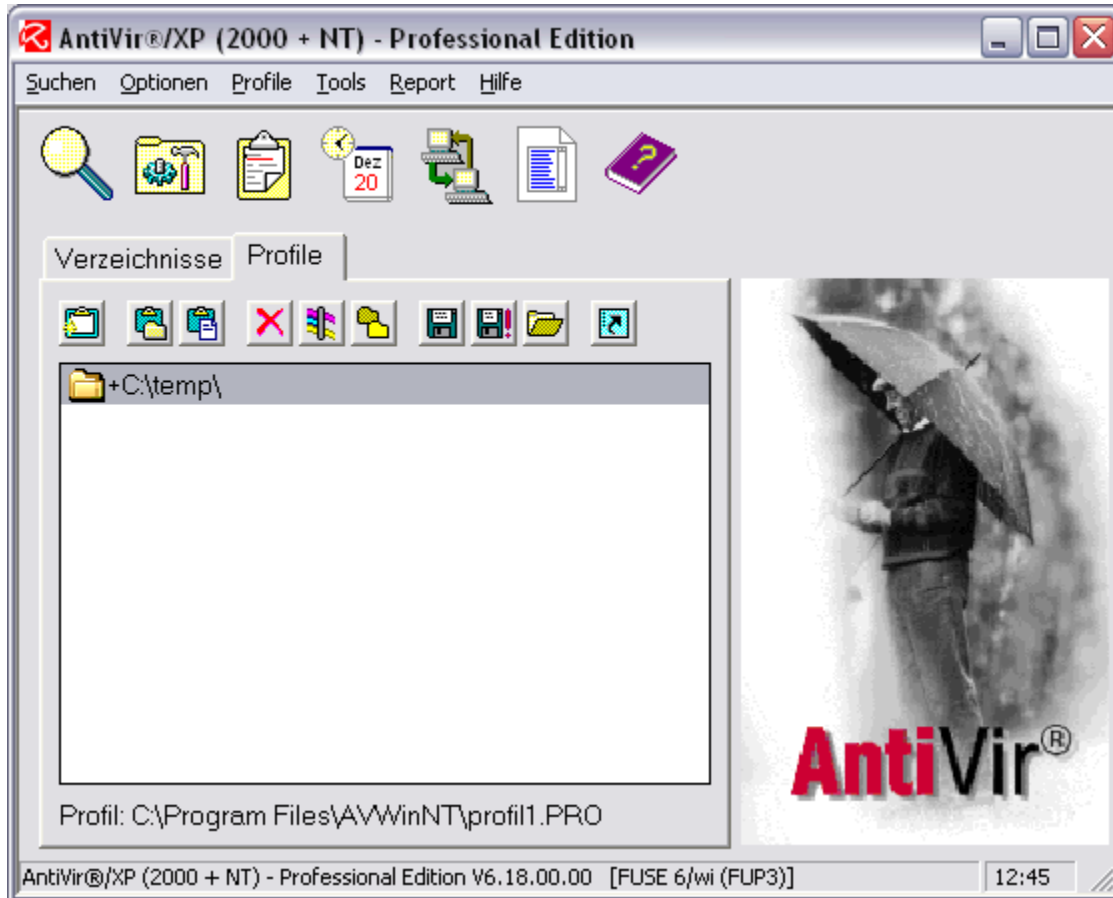 AntiVir®/XP (2000 + NT) - Professional Edition
Suchen Optionen Profile Tools Report Hilfe
Dez
20
?
Verzeichnisse Profile
+C:\temp\
AntiVir®
Profil: C:\Program Files\AVWinNT\profil1.PRO
AntiVir®/XP (2000 + NT) - Professional Edition V6.18.00.00 [FUSE 6/wi (FUP3)] 12:45